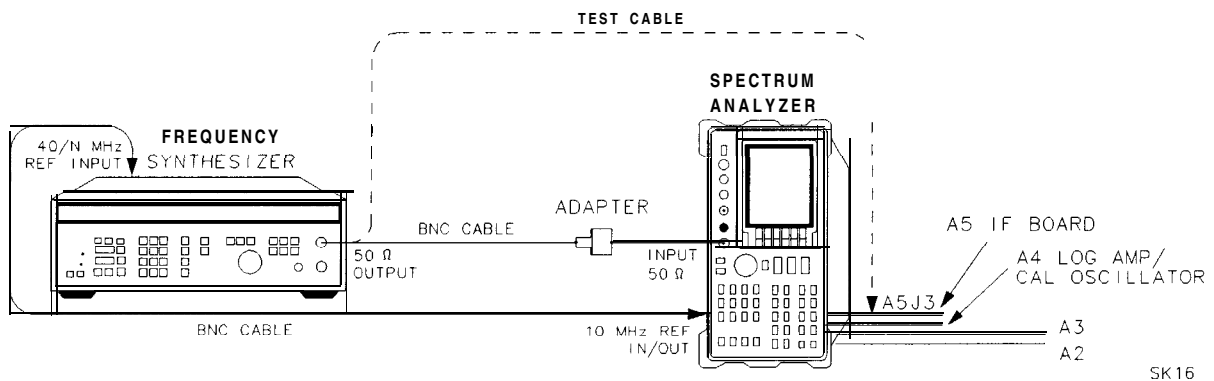 TEST CABLE
SPECTRUM
ANALYZER
40/N MHz
REF INPUT
FREQUENCY
SYNTHESIZER
ADAPTER
BNC CABLE
50 Ω
OUTPUT
INPUT
50 Ω
A5 IF BOARD
A4 LOG AMP/
CAL OSCILLATOR
A5J3
BNC CABLE
10 MHz REF
IN/OUT
A3
A2
SK16